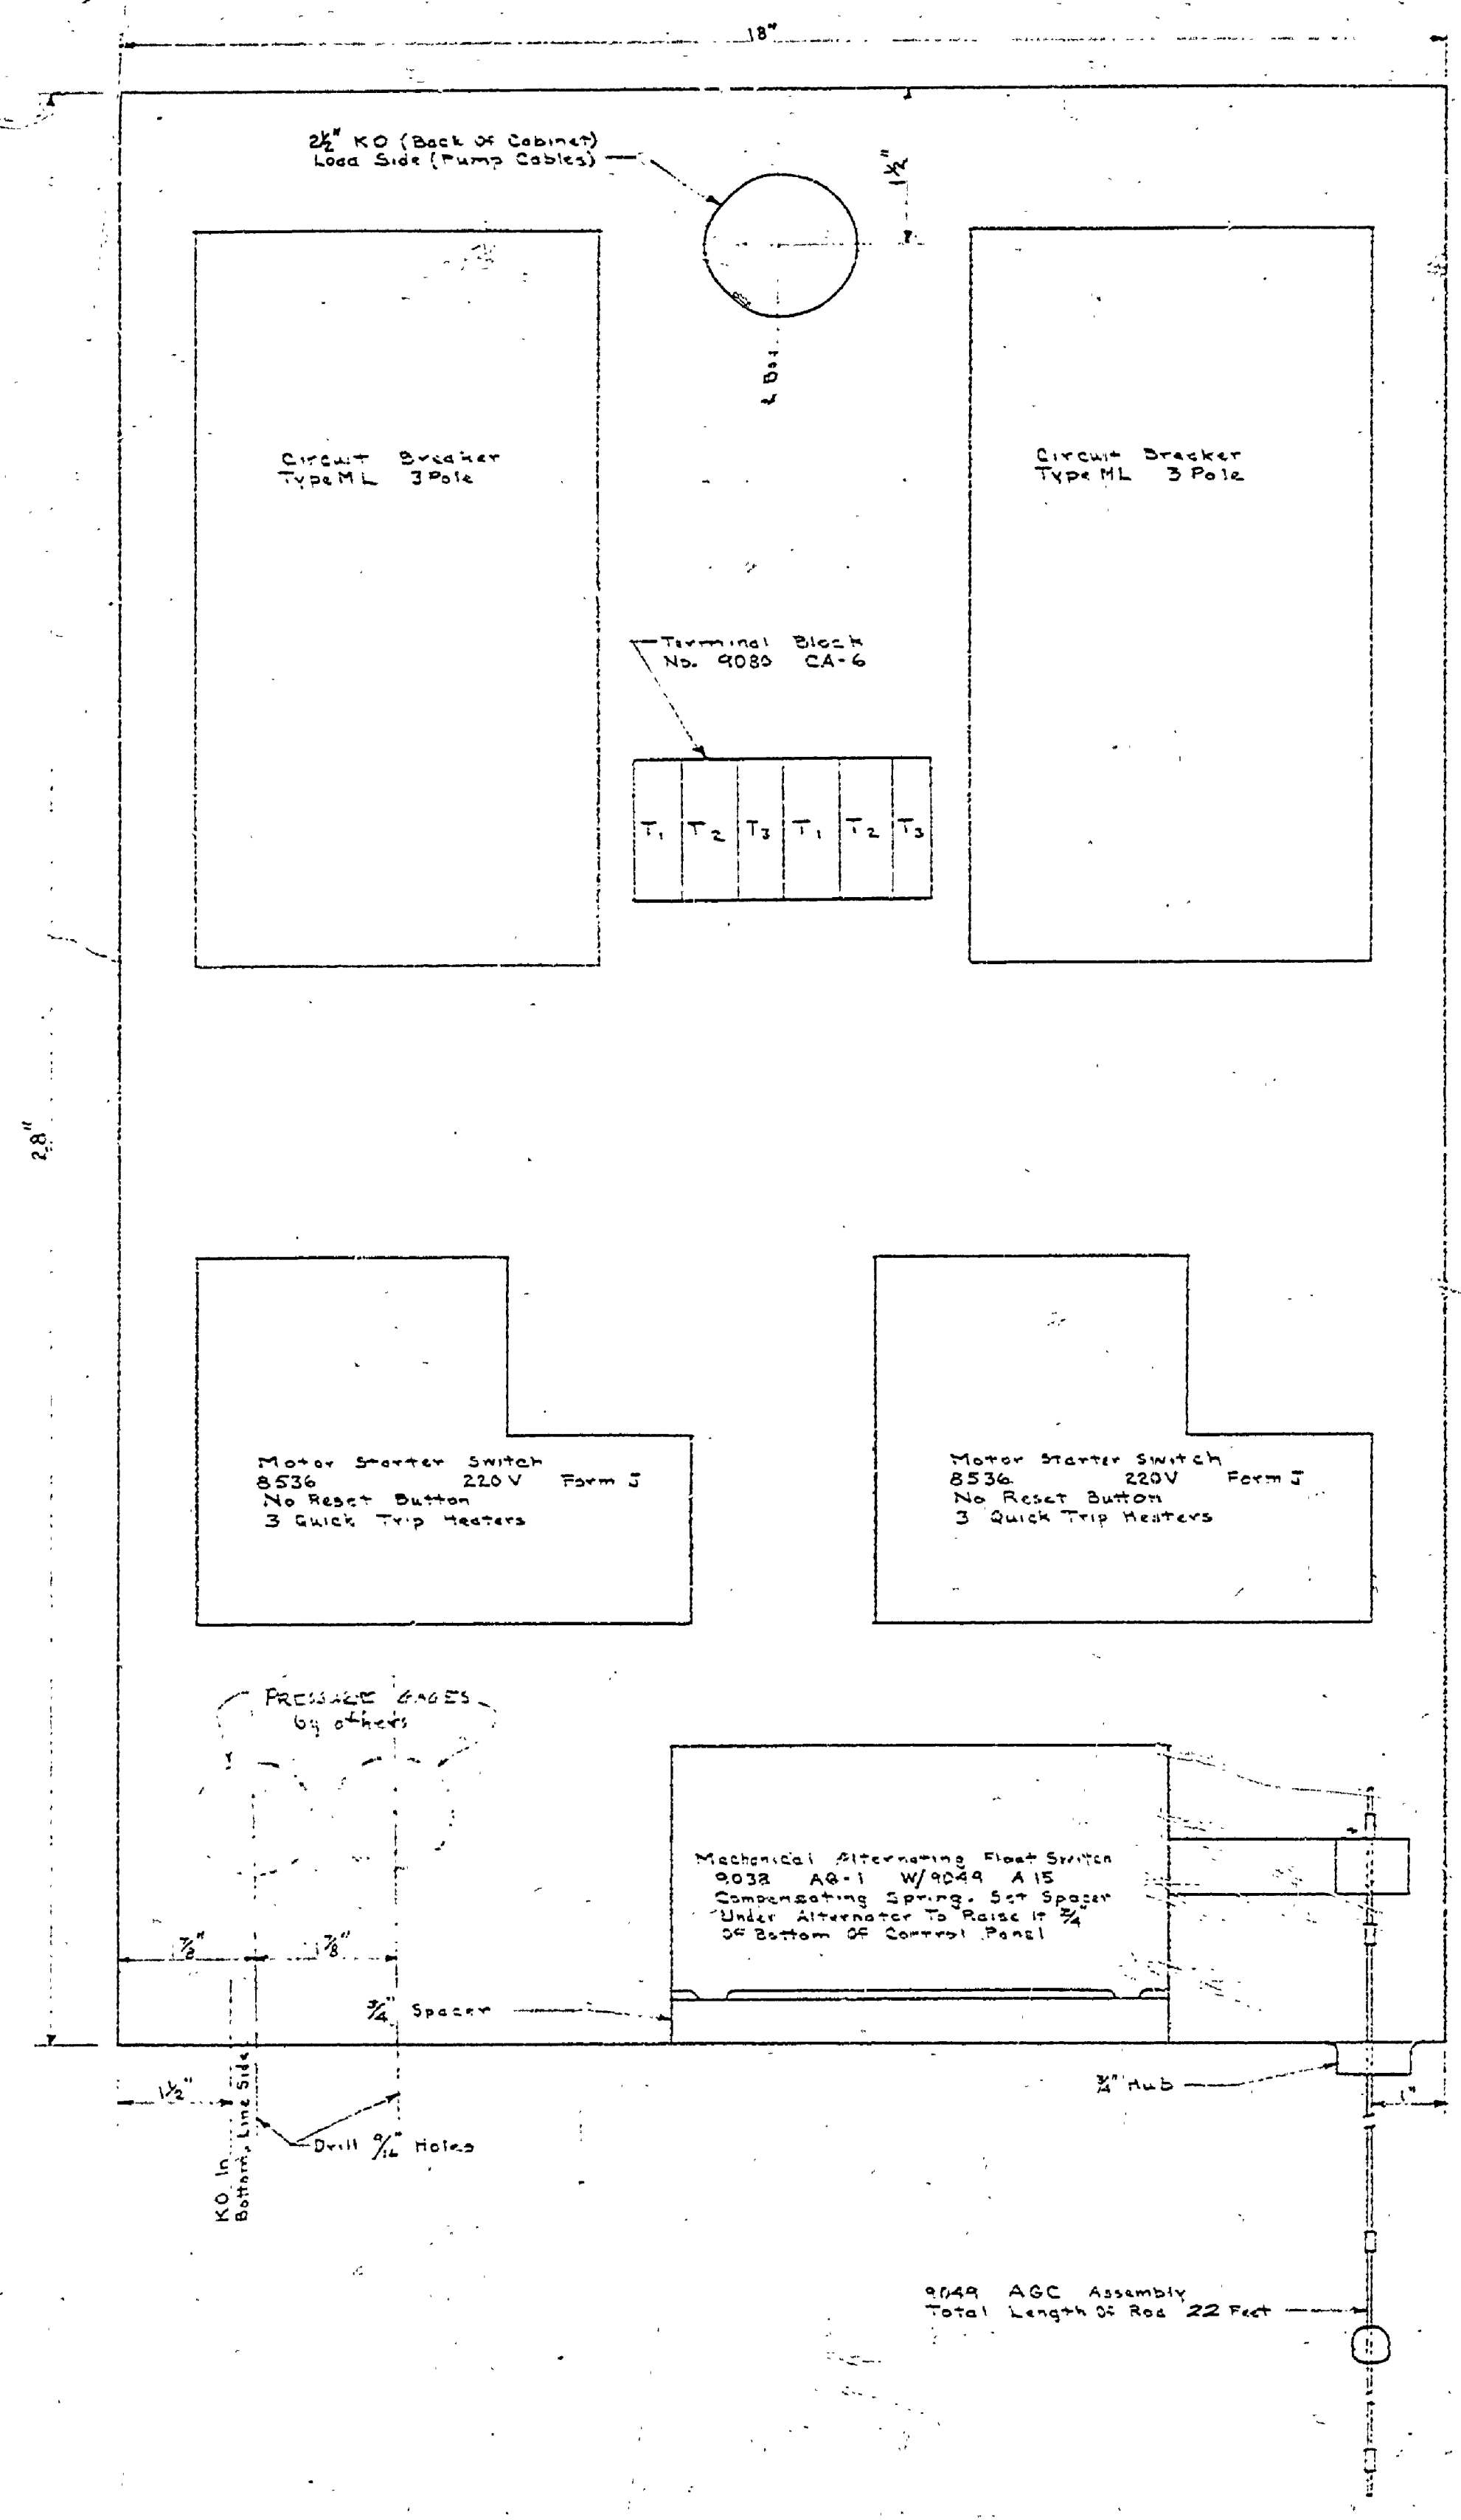 18"
2½" KO (Back Of Cabinet)
Load Side (Pump Cables)
1½"
℄ Box
Circuit Breaker
Type ML 3 Pole
Circuit Breaker
Type ML 3 Pole
Terminal Block
No. 9080 CA-6
T1 T2 T3 T1 T2 T3
28"
Motor Starter Switch
8536 220V Form J
No Reset Button
3 Quick Trip Heaters
Motor Starter Switch
8536 220V Form J
No Reset Button
3 Quick Trip Heaters
PRESSURE GAGES
by others
Mechanical Alternating Float Switch
9038 AG-1 W/9049 A15
Compensating Spring. Set Spacer
Under Alternator To Raise It ¾"
Of Bottom Of Control Panel
1⅞"
¾" Spacer
1½"
¾" Hub
1"
Drill 9/16" Holes
KO In
Bottom, Line Side
9049 AGC Assembly
Total Length Of Rod 22 Feet